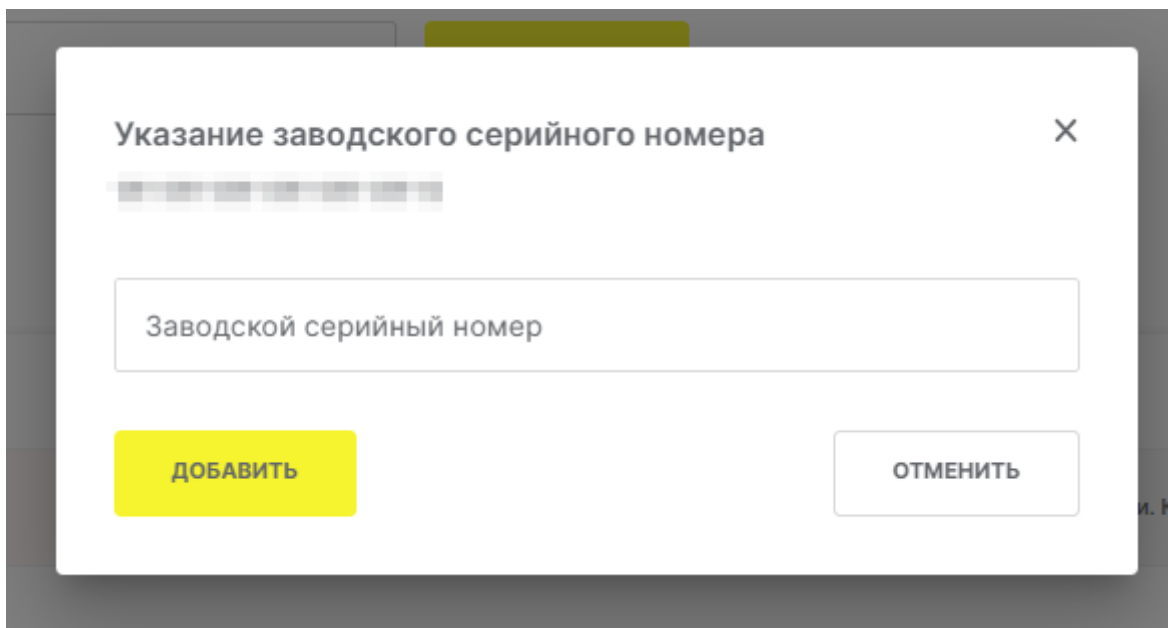 Указание заводского серийного номера
Заводской серийный номер
ДОБАВИТЬ
ОТМЕНИТЬ